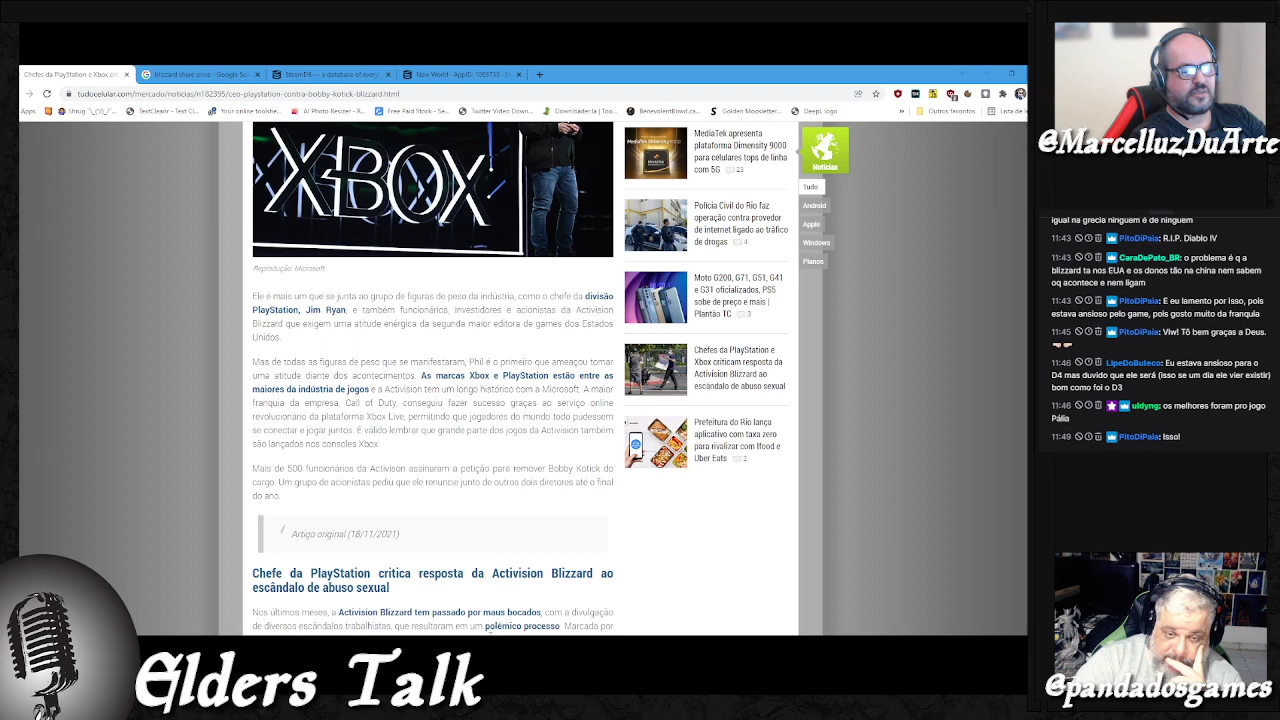 Chefes da PlayStation e Xbox cri
blizzard share price - Google Se
SteamDB — a database of every
New World · AppID: 1063730 · S
tudocelular.com/mercado/noticias/n182395/ceo-playstation-contra-bobby-kotick-blizzard.html
Apps
Shrug ¯\_(ツ)_/¯
TextCleanr - Text Cl...
Your online toolshe...
AI Photo Resizer - R...
Free Paid Stock - Se...
Twitter Video Down...
Downloader.la | Too...
BenevolentBowd.ca...
Golden Mooseletter...
DeepL logo
»
Outros favoritos
Lista de
XBOX
Reprodução: Microsoft
Ele é mais um que se junta ao grupo de figuras de peso da indústria, como o chefe da divisão
PlayStation, Jim Ryan, e também funcionários, investidores e acionistas da Activision
Blizzard que exigem uma atitude enérgica da segunda maior editora de games dos Estados
Unidos.
Mas de todas as figuras de peso que se manifestaram, Phil é o primeiro que ameaçou tomar
uma atitude diante dos acontecimentos. As marcas Xbox e PlayStation estão entre as
maiores da indústria de jogos e a Activision tem um longo histórico com a Microsoft. A maior
franquia da empresa, Call of Duty, conseguiu fazer sucesso graças ao serviço online
revolucionário da plataforma Xbox Live, permitindo que jogadores do mundo todo pudessem
se conectar e jogar juntos. É válido lembrar que grande parte dos jogos da Activision também
são lançados nos consoles Xbox.
Mais de 500 funcionários da Activison assinaram a petição para remover Bobby Kotick do
cargo. Um grupo de acionistas pediu que ele renuncie junto de outros dois diretores até o final
do ano.
Artigo original (18/11/2021)
Chefe da PlayStation critica resposta da Activision Blizzard ao
escândalo de abuso sexual
Nos últimos meses, a Activision Blizzard tem passado por maus bocados, com a divulgação
de diversos escândalos trabalhistas, que resultaram em um polêmico processo. Marcada por
MediaTek apresenta
plataforma Dimensity 9000
para celulares tops de linha
com 5G 23
Polícia Civil do Rio faz
operação contra provedor
de internet ligado ao tráfico
de drogas 4
Moto G200, G71, G51, G41
e G31 oficializados, PS5
sobe de preço e mais |
Plantão TC 3
Chefes da PlayStation e
Xbox criticam resposta da
Activision Blizzard ao
escândalo de abuso sexual
Prefeitura do Rio lança
aplicativo com taxa zero
para rivalizar com Ifood e
Uber Eats 2
Notícias
Tudo
Android
Apple
Windows
Planos
@MarcelluzDuArte
igual na grecia ninguem é de ninguem
11:43 PitoDiPaia: R.I.P. Diablo IV
11:43 CaraDePato_BR: o problema é q a
blizzard ta nos EUA e os donos tão na china nem sabem
oq acontece e nem ligam
11:43 PitoDiPaia: E eu lamento por isso, pois
estava ansioso pelo game, pois gosto muito da franquia
11:45 PitoDiPaia: Vlw! Tô bem graças a Deus.
11:46 LipeDoButeco: Eu estava ansioso para o
D4 mas duvido que ele será (isso se um dia ele vier existir)
bom como foi o D3
11:46 uldyng: os melhores foram pro jogo
Pália
11:49 PitoDiPaia: Isso!
@pandadosgames
Elders Talk